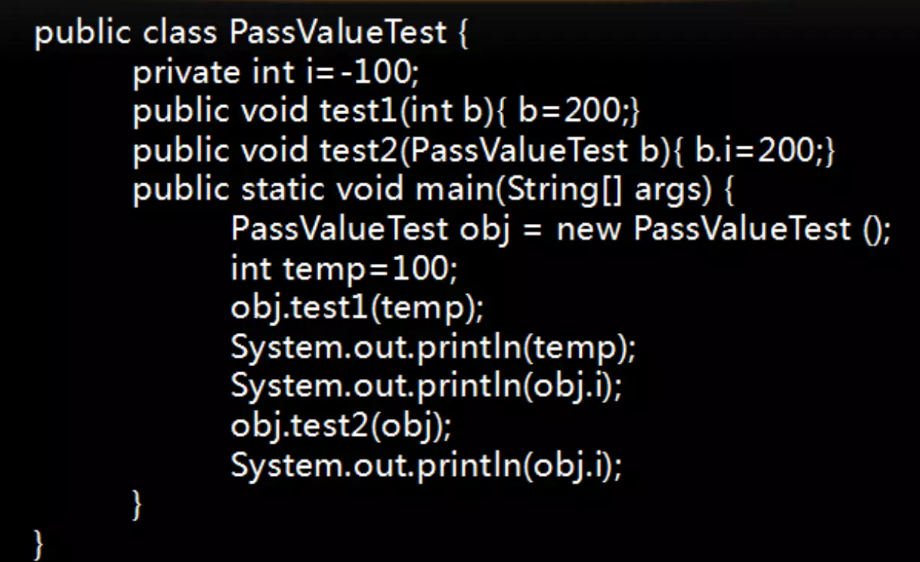 public class PassValueTest {
private int i=-100;
public void test1(int b){ b=200;}
public void test2(PassValueTest b){ b.i=200;}
public static void main(String[] args) {
PassValueTest obj = new PassValueTest ();
int temp=100;
obj.test1(temp);
System.out.println(temp);
System.out.println(obj.i);
obj.test2(obj);
System.out.println(obj.i);
}
}